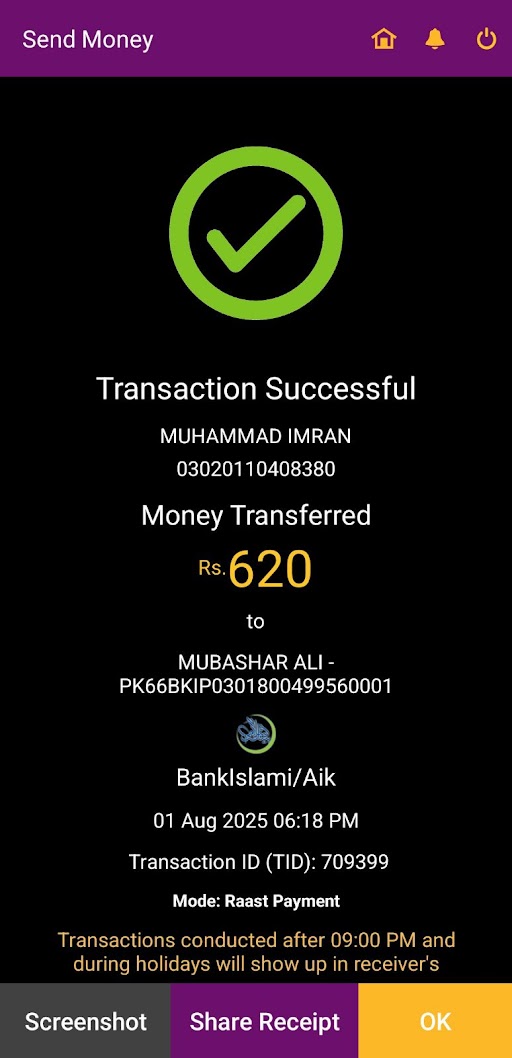 Send Money
Transaction Successful
MUHAMMAD IMRAN
03020110408380
Money Transferred
Rs.620
to
MUBASHAR ALI -
PK66BKIP0301800499560001
BankIslami/Aik
01 Aug 2025 06:18 PM
Transaction ID (TID): 709399
Mode: Raast Payment
Transactions conducted after 09:00 PM and
during holidays will show up in receiver's
Screenshot
Share Receipt
OK